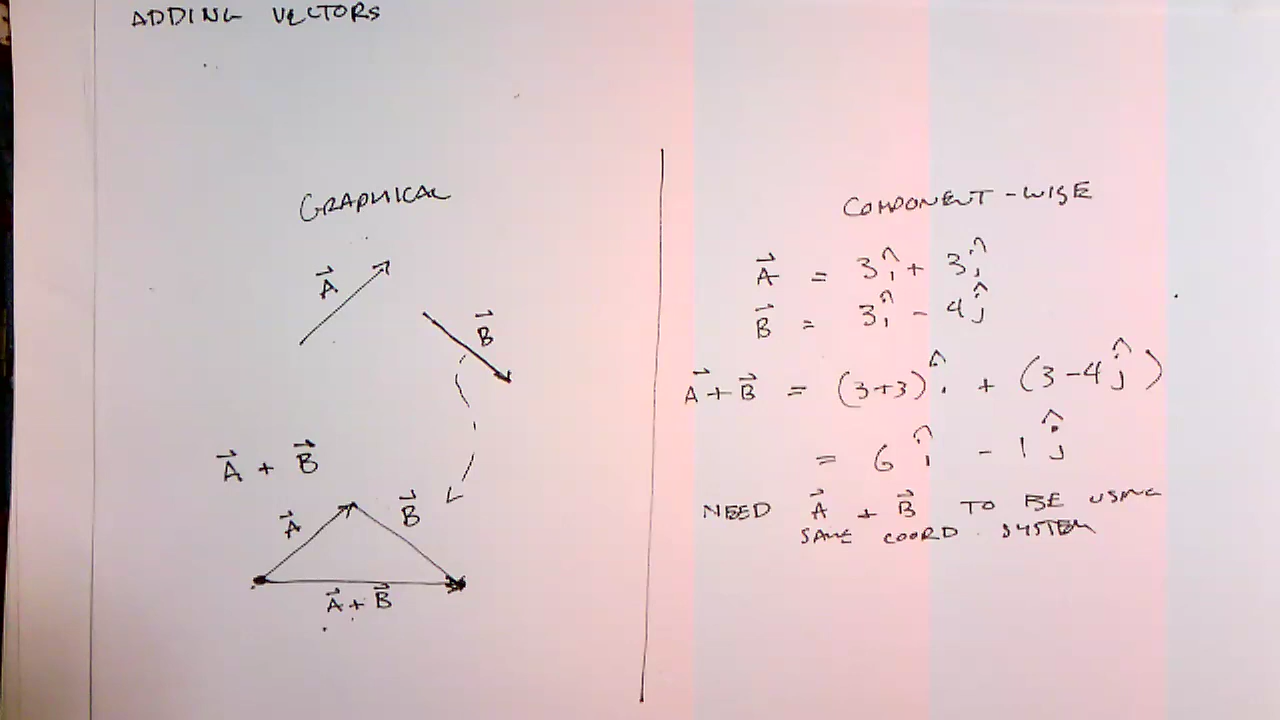 ADDING VECTORS
GRAPHICAL
A⃗
B⃗
A⃗ + B⃗
A⃗
B⃗
A⃗ + B⃗
COMPONENT-WISE
A⃗ = 3î + 3ĵ
B⃗ = 3î - 4ĵ
A⃗ + B⃗ = (3+3)î + (3-4ĵ)
= 6î - 1ĵ
NEED A⃗ + B⃗ TO BE USING
SAME COORD. SYSTEM